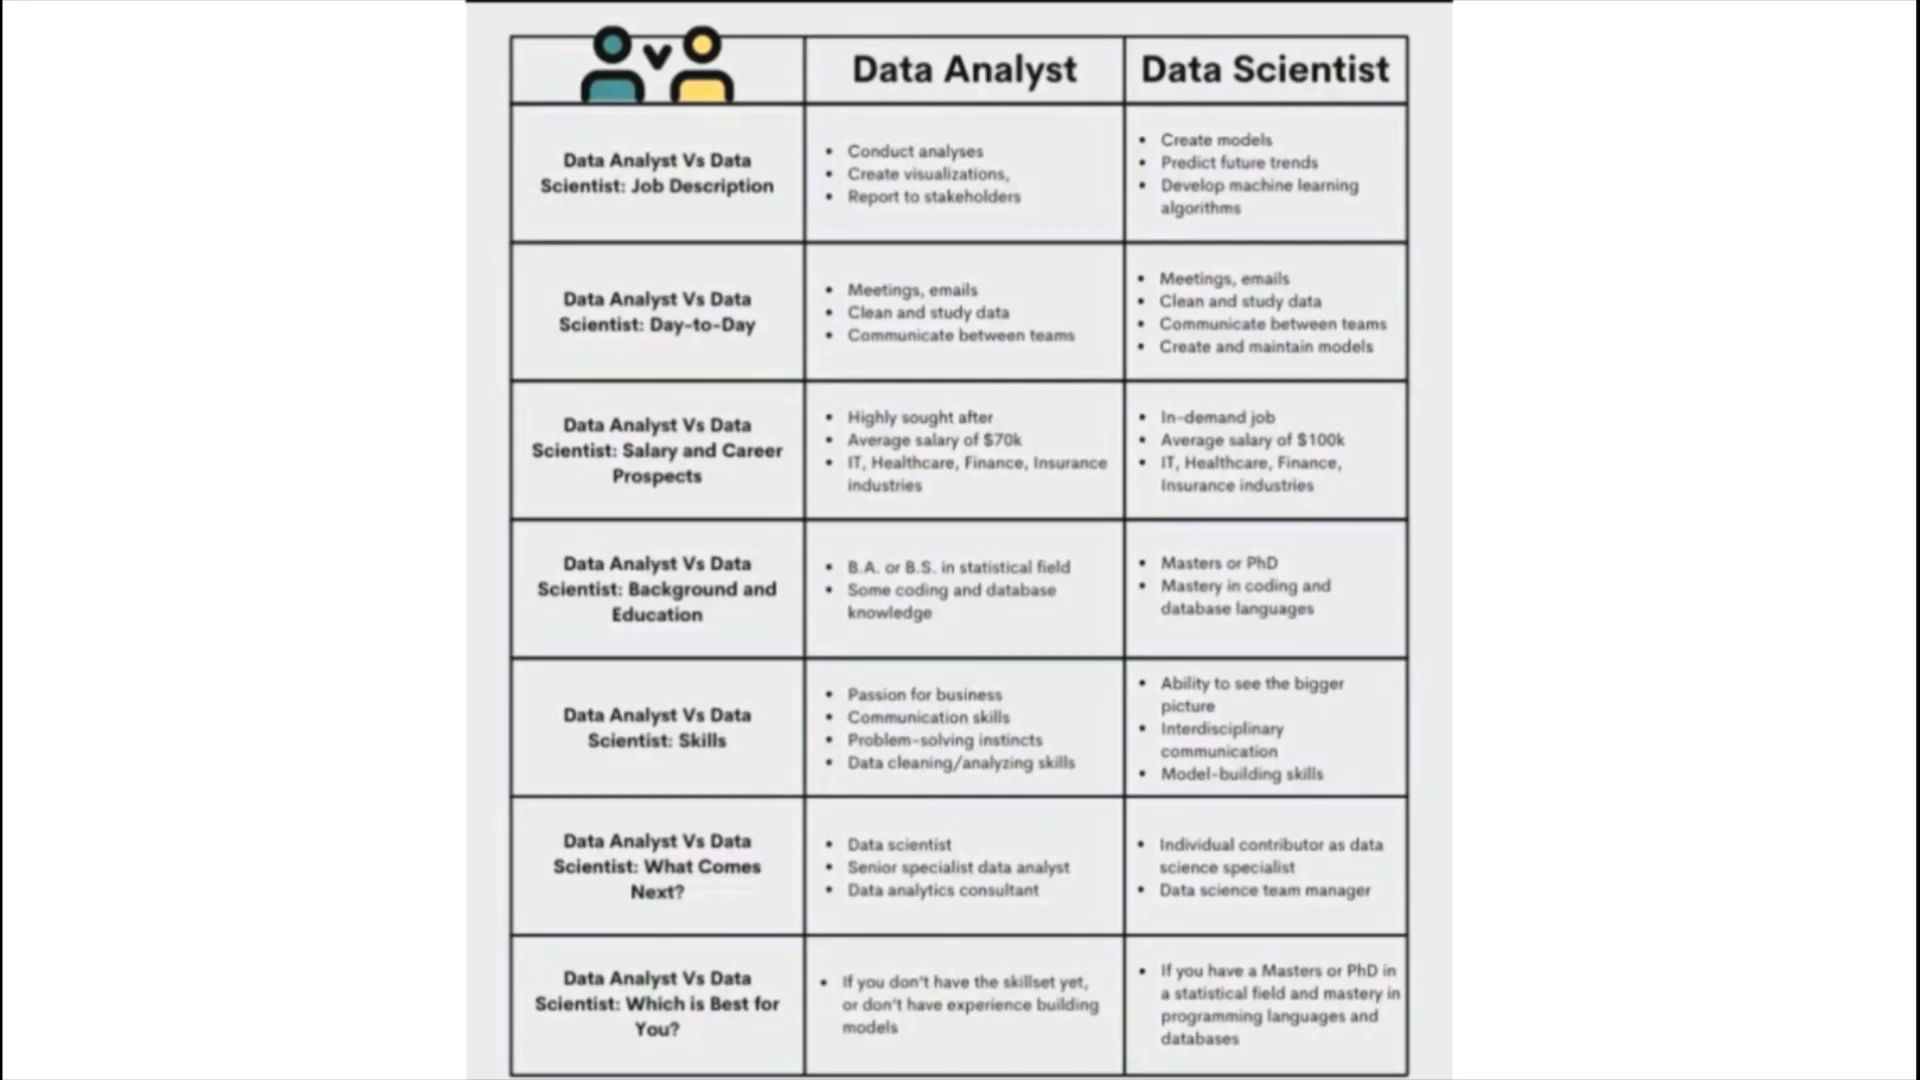 Data Analyst
Data Scientist
Data Analyst Vs Data
Scientist: Job Description
• Conduct analyses
• Create visualizations,
• Report to stakeholders
• Create models
• Predict future trends
• Develop machine learning
algorithms
Data Analyst Vs Data
Scientist: Day-to-Day
• Meetings, emails
• Clean and study data
• Communicate between teams
• Meetings, emails
• Clean and study data
• Communicate between teams
• Create and maintain models
Data Analyst Vs Data
Scientist: Salary and Career
Prospects
• Highly sought after
• Average salary of $70k
• IT, Healthcare, Finance, Insurance
industries
• In-demand job
• Average salary of $100k
• IT, Healthcare, Finance,
Insurance industries
Data Analyst Vs Data
Scientist: Background and
Education
• B.A. or B.S. in statistical field
• Some coding and database
knowledge
• Masters or PhD
• Mastery in coding and
database languages
Data Analyst Vs Data
Scientist: Skills
• Passion for business
• Communication skills
• Problem-solving instincts
• Data cleaning/analyzing skills
• Ability to see the bigger
picture
• Interdisciplinary
communication
• Model-building skills
Data Analyst Vs Data
Scientist: What Comes
Next?
• Data scientist
• Senior specialist data analyst
• Data analytics consultant
• Individual contributor as data
science specialist
• Data science team manager
Data Analyst Vs Data
Scientist: Which is Best for
You?
• If you don't have the skillset yet,
or don't have experience building
models
• If you have a Masters or PhD in
a statistical field and mastery in
programming languages and
databases